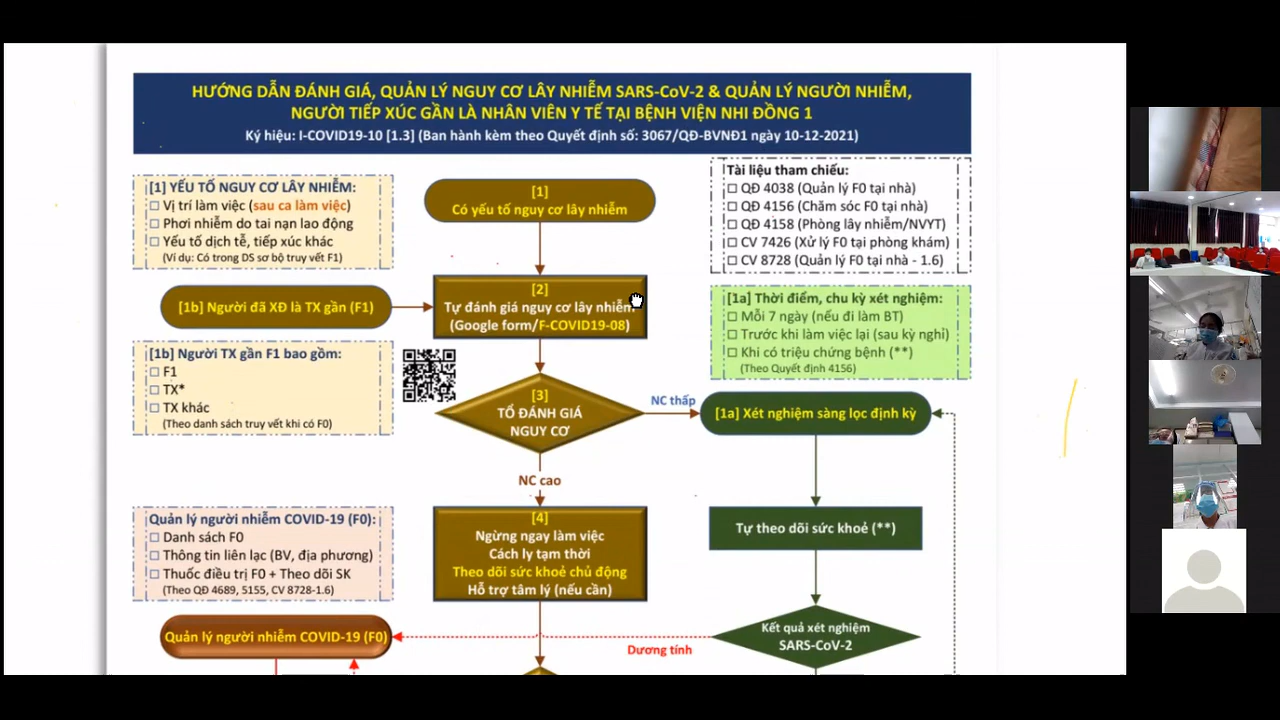 HƯỚNG DẪN ĐÁNH GIÁ, QUẢN LÝ NGUY CƠ LÂY NHIỄM SARS-CoV-2 & QUẢN LÝ NGƯỜI NHIỄM,
NGƯỜI TIẾP XÚC GẦN LÀ NHÂN VIÊN Y TẾ TẠI BỆNH VIỆN NHI ĐỒNG 1
Ký hiệu: I-COVID19-10 [1.3] (Ban hành kèm theo Quyết định số: 3067/QĐ-BVNĐ1 ngày 10-12-2021)
[1] YẾU TỐ NGUY CƠ LÂY NHIỄM:
☐ Vị trí làm việc (sau ca làm việc)
☐ Phơi nhiễm do tai nạn lao động
☐ Yếu tố dịch tễ, tiếp xúc khác
(Ví dụ: Có trong DS sơ bộ truy vết F1)
[1]
Có yếu tố nguy cơ lây nhiễm
Tài liệu tham chiếu:
☐ QĐ 4038 (Quản lý F0 tại nhà)
☐ QĐ 4156 (Chăm sóc F0 tại nhà)
☐ QĐ 4158 (Phòng lây nhiễm/NVYT)
☐ CV 7426 (Xử lý F0 tại phòng khám)
☐ CV 8728 (Quản lý F0 tại nhà - 1.6)
[1b] Người đã XĐ là TX gần (F1)
[2]
Tự đánh giá nguy cơ lây nhiễm
(Google form/F-COVID19-08)
[1a] Thời điểm, chu kỳ xét nghiệm:
☐ Mỗi 7 ngày (nếu đi làm BT)
☐ Trước khi làm việc lại (sau kỳ nghỉ)
☐ Khi có triệu chứng bệnh (**)
(Theo Quyết định 4156)
[1b] Người TX gần F1 bao gồm:
☐ F1
☐ TX*
☐ TX khác
(Theo danh sách truy vết khi có F0)
[3]
TỔ ĐÁNH GIÁ
NGUY CƠ
NC thấp
[1a] Xét nghiệm sàng lọc định kỳ
NC cao
Quản lý người nhiễm COVID-19 (F0):
☐ Danh sách F0
☐ Thông tin liên lạc (BV, địa phương)
☐ Thuốc điều trị F0 + Theo dõi SK
(Theo QĐ 4689, 5155, CV 8728-1.6)
[4]
Ngừng ngay làm việc
Cách ly tạm thời
Theo dõi sức khoẻ chủ động
Hỗ trợ tâm lý (nếu cần)
Tự theo dõi sức khoẻ (**)
Quản lý người nhiễm COVID-19 (F0)
Dương tính
Kết quả xét nghiệm
SARS-CoV-2